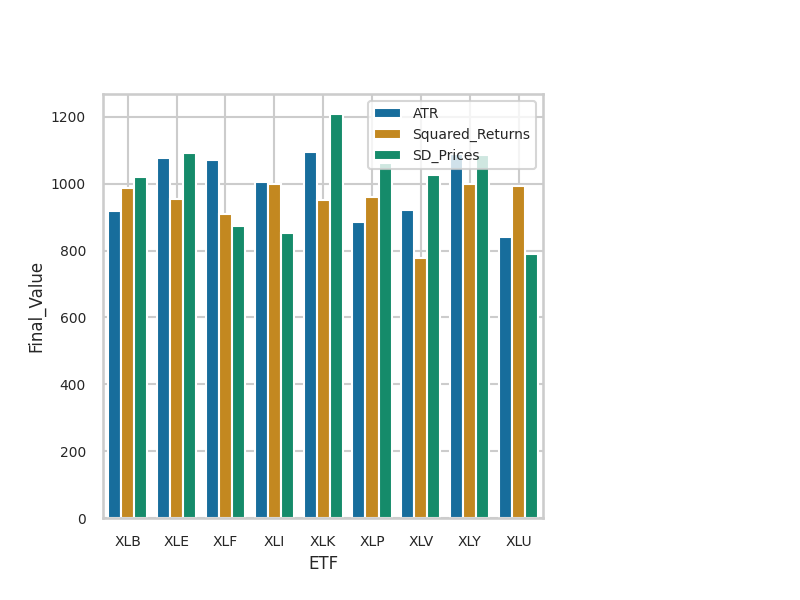 ATR
Squared_Returns
SD_Prices
1200
1000
800
600
400
200
0
Final_Value
XLB XLE XLF XLI XLK XLP XLV XLY XLU
ETF